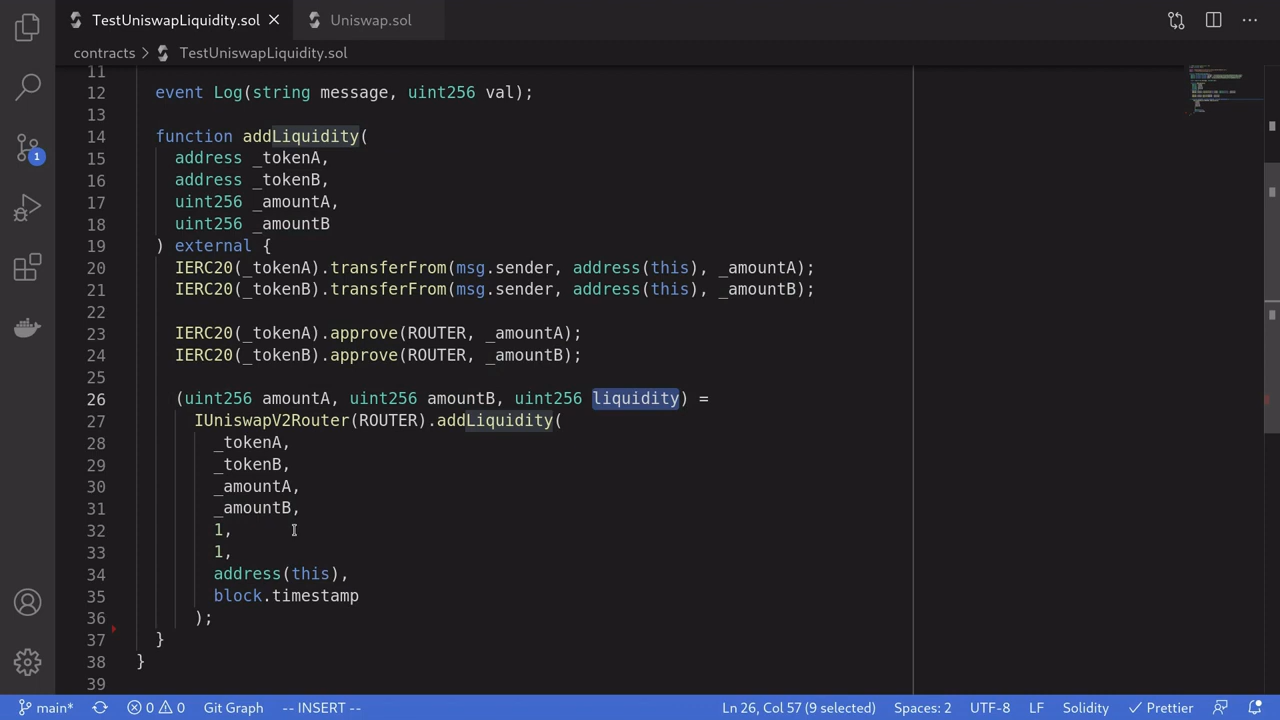 TestUniswapLiquidity.sol
Uniswap.sol
contracts > TestUniswapLiquidity.sol
11
12 event Log(string message, uint256 val);
13
14 function addLiquidity(
15 address _tokenA,
16 address _tokenB,
17 uint256 _amountA,
18 uint256 _amountB
19 ) external {
20 IERC20(_tokenA).transferFrom(msg.sender, address(this), _amountA);
21 IERC20(_tokenB).transferFrom(msg.sender, address(this), _amountB);
22
23 IERC20(_tokenA).approve(ROUTER, _amountA);
24 IERC20(_tokenB).approve(ROUTER, _amountB);
25
26 (uint256 amountA, uint256 amountB, uint256 liquidity) =
27 IUniswapV2Router(ROUTER).addLiquidity(
28 _tokenA,
29 _tokenB,
30 _amountA,
31 _amountB,
32 1,
33 1,
34 address(this),
35 block.timestamp
36 );
37 }
38 }
39
1
main* 0 0 Git Graph -- INSERT -- Ln 26, Col 57 (9 selected) Spaces: 2 UTF-8 LF Solidity Prettier